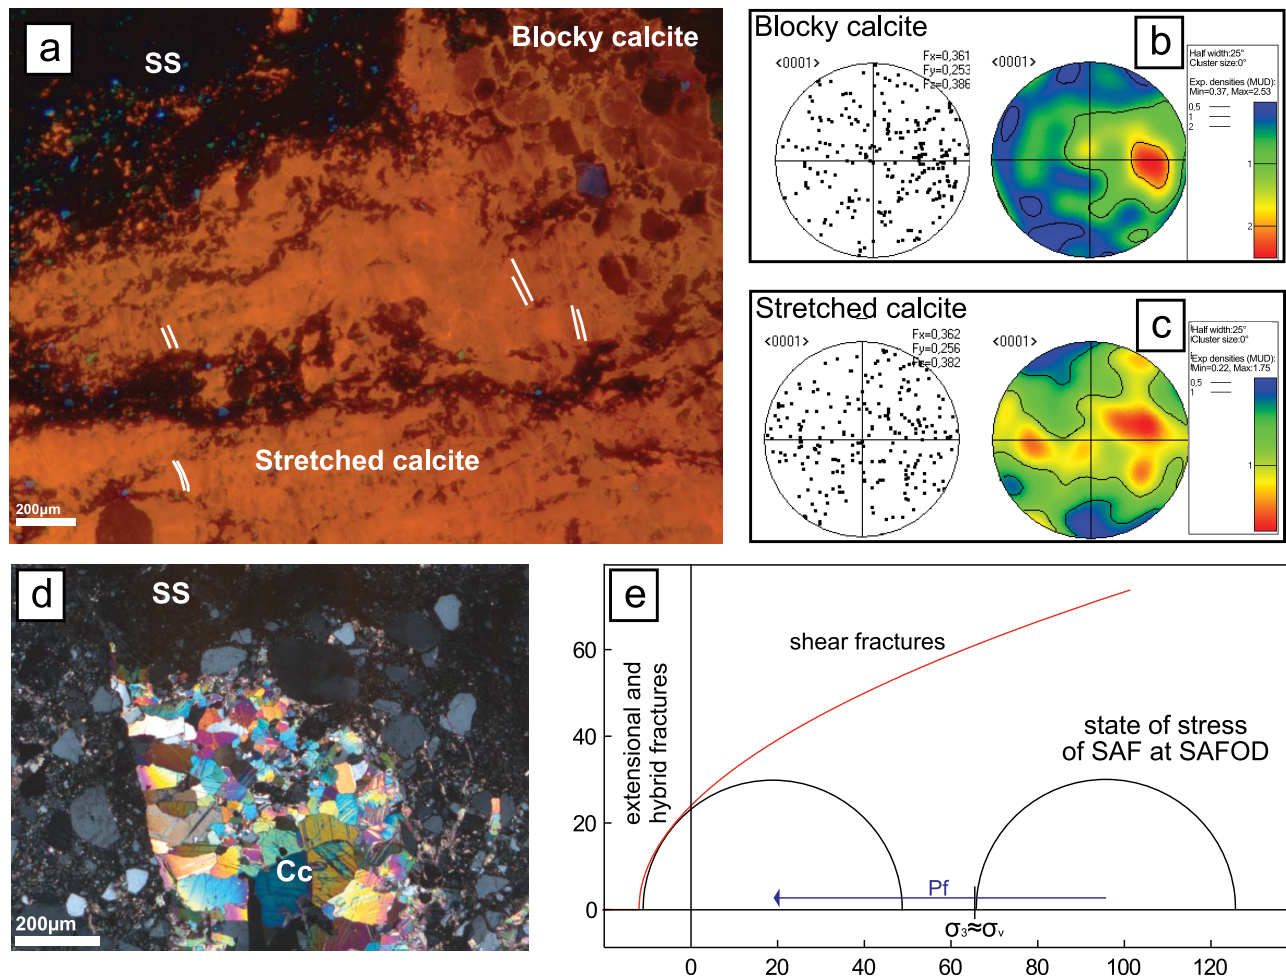 a
SS
Blocky calcite
Stretched calcite
200µm
Blocky calcite
b
<0001>
Fx=0,361
Fy=0,253
Fz=0,386
<0001>
Half width:25°
Cluster size:0°
Exp. densities (MUD):
Min=0.37, Max=2.53
0,5
1
2
1
2
Stretched calcite
c
<0001>
Fx=0,362
Fy=0,256
0,382
<0001>
Half width:25°
Cluster size:0°
Exp. densities (MUD):
Min=0.22, Max:1.75
0,5
1
1
d
SS
Cc
200µm
e
extensional and
hybrid fractures
shear fractures
state of stress
of SAF at SAFOD
Pf
σ₃≈σᵥ
60
40
20
0
0
20
40
60
80
100
120